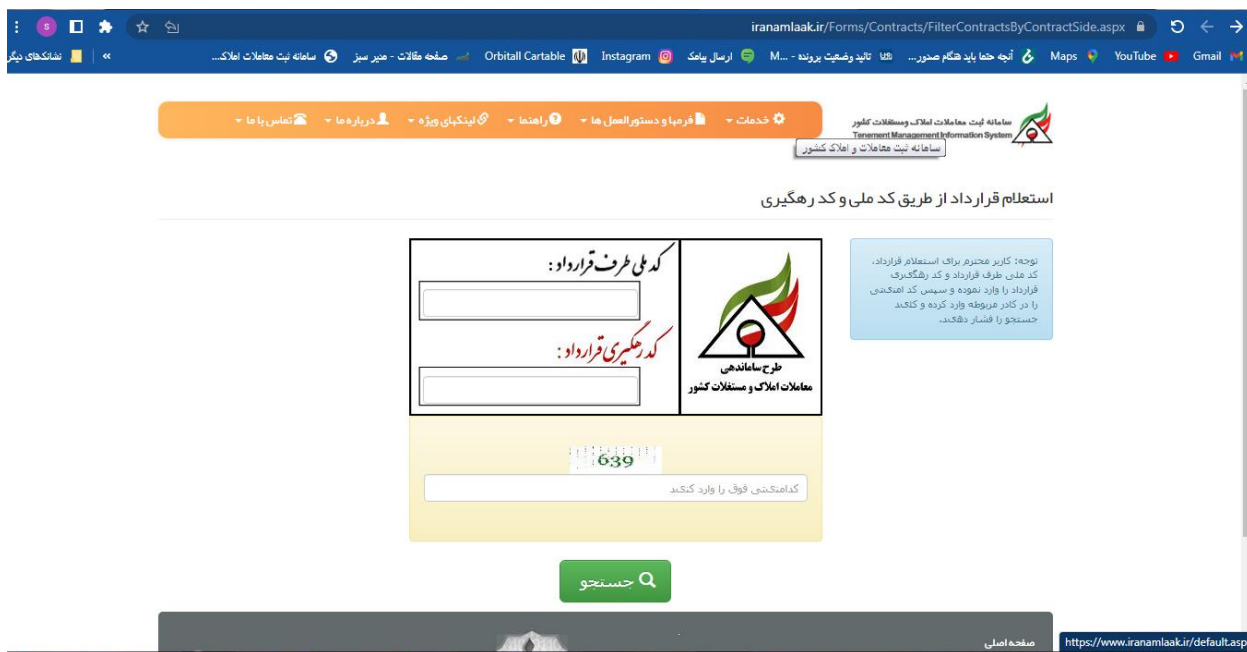 iranamlaak.ir/Forms/Contracts/FilterContractsByContractSide.aspx
Gmail
YouTube
Maps
آنچه حتما باید هنگام صدور...
تائید وضعیت پرونده - ...M
ارسال پیامک
Instagram
Orbitall Cartable
صفحه مقالات - مدیر سبز
سامانه ثبت معاملات املاک...
»
نشانک‌های دیگر
سامانه ثبت معاملات املاک ومستغلات کشور
Tenement Management Information System
سامانه ثبت معاملات و املاک کشور
خدمات
فرمها و دستورالعمل ها
راهنما
لینکهای ویژه
درباره ما
تماس با ما
استعلام قرارداد از طریق کد ملی و کد رهگیری
توجه: کاربر محترم برای استعلام قرارداد،
کد ملی طرف قرارداد و کد رهگیری
قرارداد را وارد نموده و سپس کد امنیتی
را در کادر مربوطه وارد کرده و کلید
جستجو را فشار دهید.
طرح ساماندهی
معاملات املاک و مستغلات کشور
کد ملی طرف قرارداد :
کد رهگیری قرارداد :
639
کدامنیتی فوق را وارد کنید
جستجو
صفحه اصلی
https://www.iranamlaak.ir/default.asp